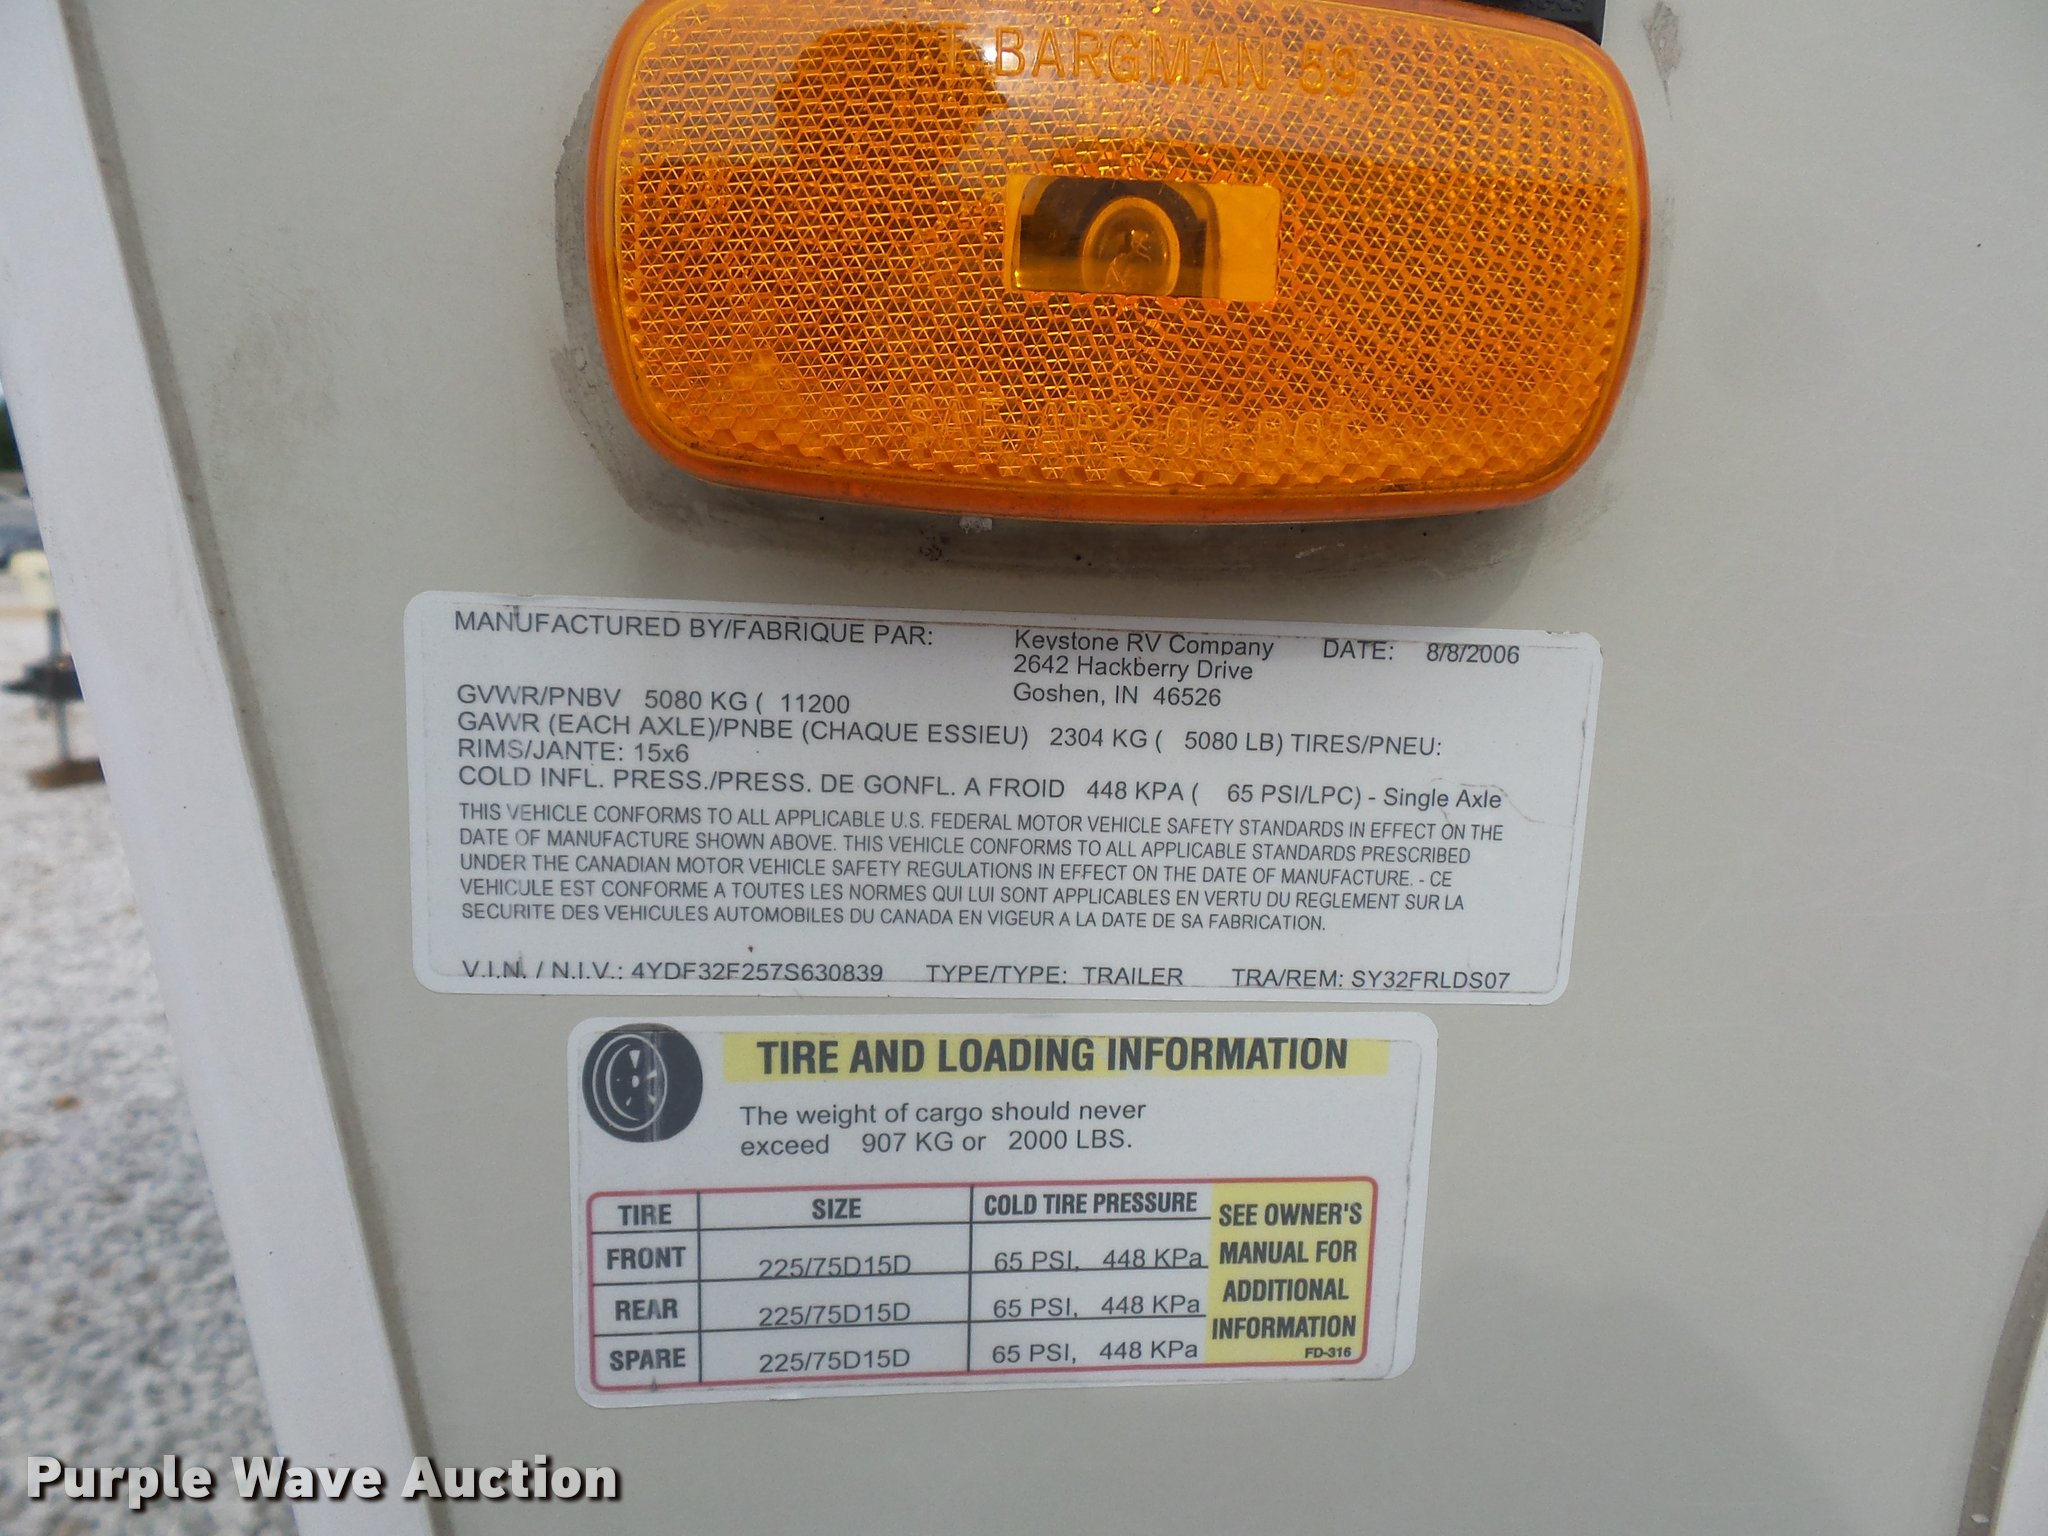 T. BARGMAN 59
SAE
MANUFACTURED BY/FABRIQUE PAR: Keystone RV Company DATE: 8/8/2006
2642 Hackberry Drive
Goshen, IN 46526
GVWR/PNBV 5080 KG ( 11200
GAWR (EACH AXLE)/PNBE (CHAQUE ESSIEU) 2304 KG ( 5080 LB) TIRES/PNEU:
RIMS/JANTE: 15x6
COLD INFL. PRESS./PRESS. DE GONFL. A FROID 448 KPA ( 65 PSI/LPC) - Single Axle
THIS VEHICLE CONFORMS TO ALL APPLICABLE U.S. FEDERAL MOTOR VEHICLE SAFETY STANDARDS IN EFFECT ON THE
DATE OF MANUFACTURE SHOWN ABOVE. THIS VEHICLE CONFORMS TO ALL APPLICABLE STANDARDS PRESCRIBED
UNDER THE CANADIAN MOTOR VEHICLE SAFETY REGULATIONS IN EFFECT ON THE DATE OF MANUFACTURE. - CE
VEHICULE EST CONFORME A TOUTES LES NORMES QUI LUI SONT APPLICABLES EN VERTU DU REGLEMENT SUR LA
SECURITE DES VEHICULES AUTOMOBILES DU CANADA EN VIGEUR A LA DATE DE SA FABRICATION.
V.I.N. / N.I.V.: 4YDF32F257S630839 TYPE/TYPE: TRAILER TRA/REM: SY32FRLDS07
TIRE AND LOADING INFORMATION
The weight of cargo should never
exceed 907 KG or 2000 LBS.
TIRE SIZE COLD TIRE PRESSURE
FRONT 225/75D15D 65 PSI, 448 KPa
REAR 225/75D15D 65 PSI, 448 KPa
SPARE 225/75D15D 65 PSI, 448 KPa
SEE OWNER'S
MANUAL FOR
ADDITIONAL
INFORMATION
FD-316
Purple Wave Auction